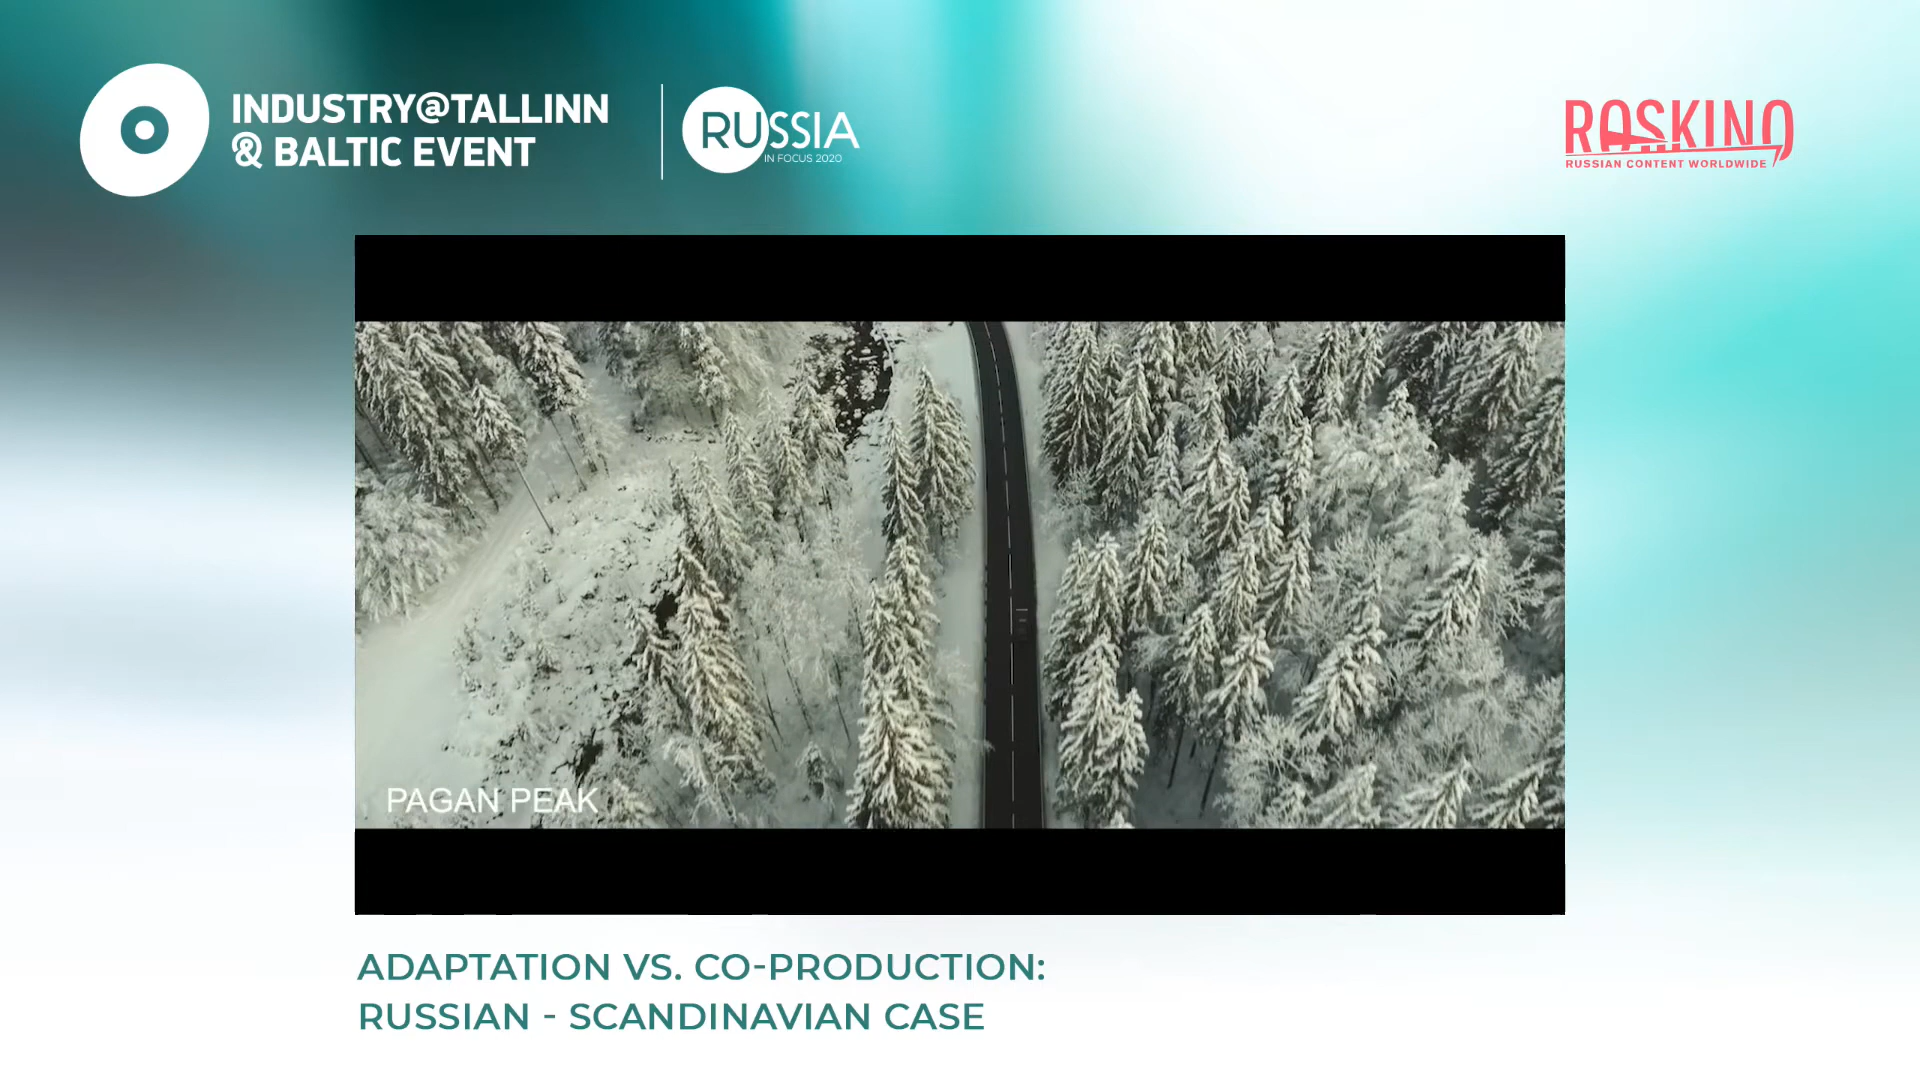 INDUSTRY@TALLINN
& BALTIC EVENT
RUSSIA
IN FOCUS 2020
ROSKINO
RUSSIAN CONTENT WORLDWIDE
PAGAN PEAK
ADAPTATION VS. CO-PRODUCTION:
RUSSIAN - SCANDINAVIAN CASE